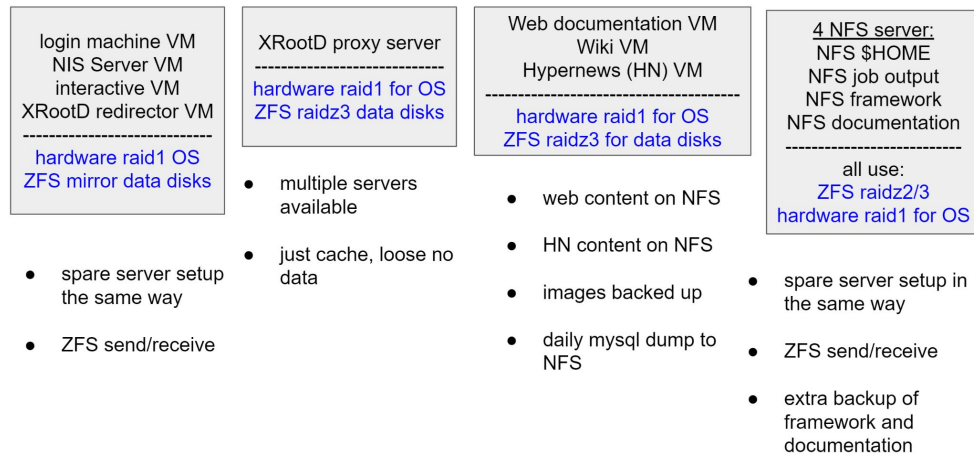 login machine VM
NIS Server VM
interactive VM
XRootD redirector VM
--------------------------
hardware raid1 OS
ZFS mirror data disks
● spare server setup
the same way
● ZFS send/receive
XRootD proxy server
------------------------
hardware raid1 for OS
ZFS raidz3 data disks
● multiple servers
available
● just cache, loose no
data
Web documentation VM
Wiki VM
Hypernews (HN) VM
-----------------------------------
hardware raid1 for OS
ZFS raidz3 for data disks
● web content on NFS
● HN content on NFS
● images backed up
● daily mysql dump to
NFS
4 NFS server:
NFS $HOME
NFS job output
NFS framework
NFS documentation
------------------------
all use:
ZFS raidz2/3
hardware raid1 for OS
● spare server setup in
the same way
● ZFS send/receive
● extra backup of
framework and
documentation